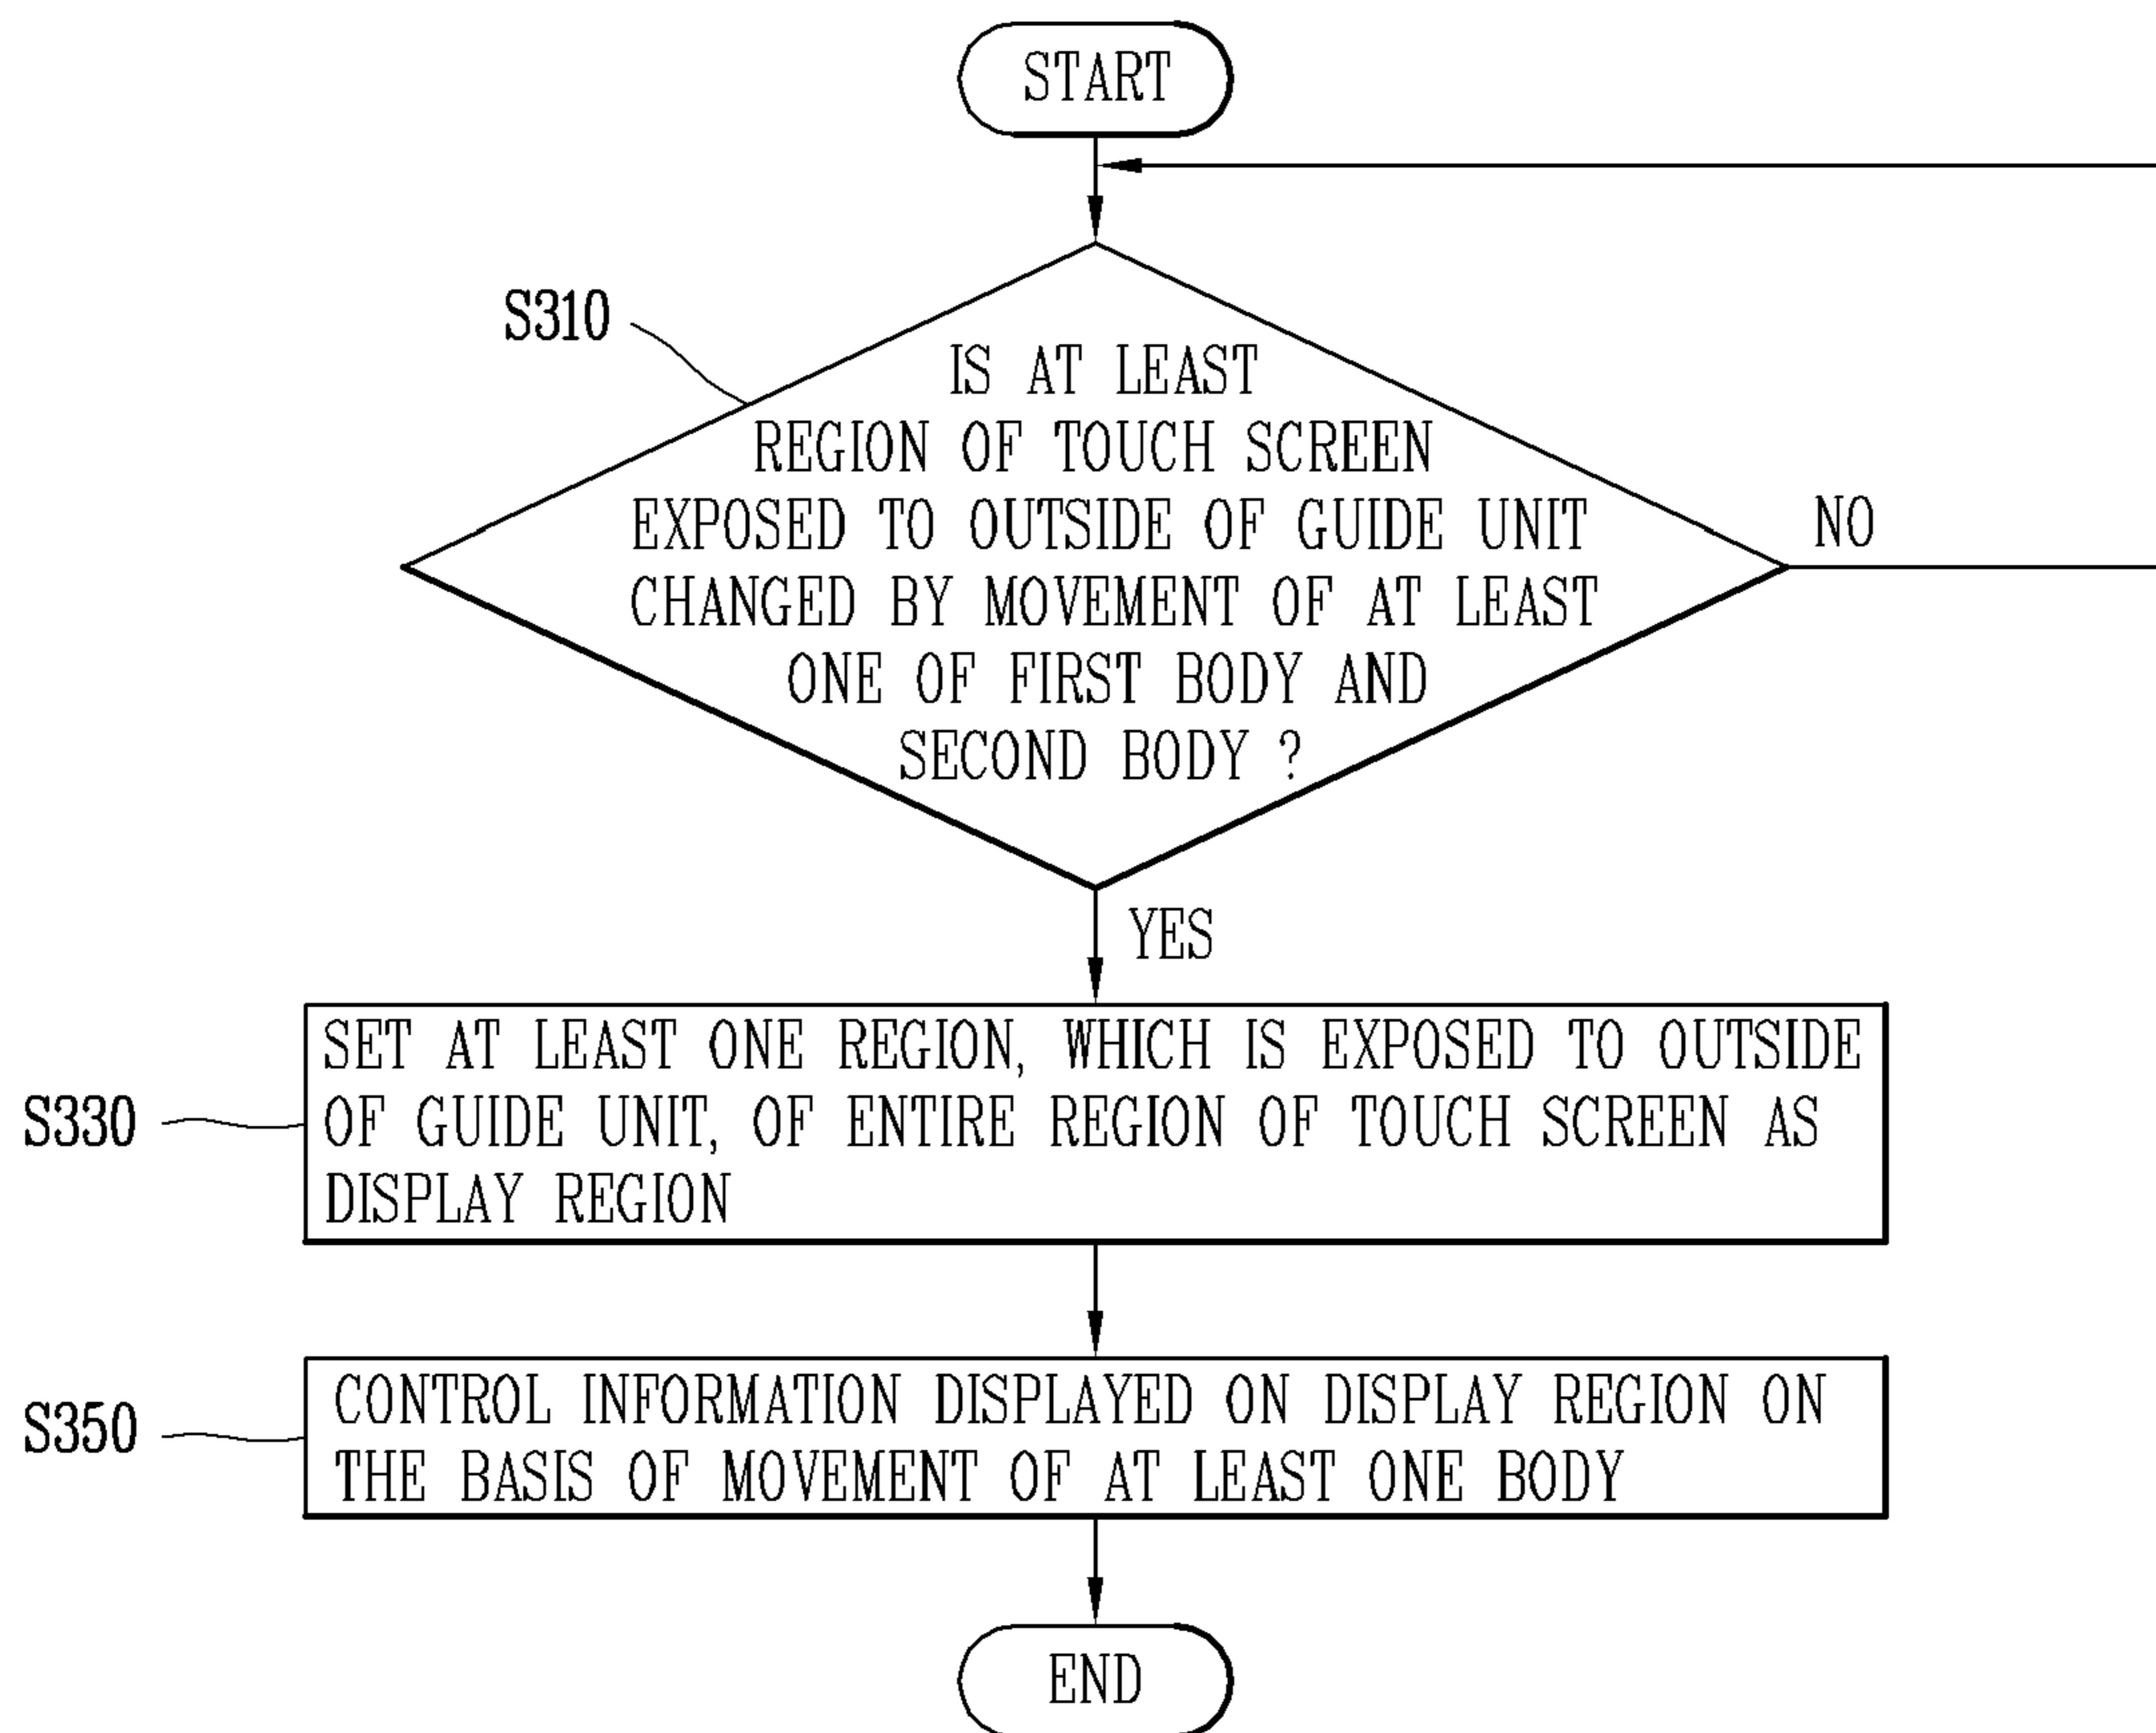 START
S310
IS AT LEAST
REGION OF TOUCH SCREEN
EXPOSED TO OUTSIDE OF GUIDE UNIT
CHANGED BY MOVEMENT OF AT LEAST
ONE OF FIRST BODY AND
SECOND BODY ?
NO
YES
S330
SET AT LEAST ONE REGION, WHICH IS EXPOSED TO OUTSIDE
OF GUIDE UNIT, OF ENTIRE REGION OF TOUCH SCREEN AS
DISPLAY REGION
S350
CONTROL INFORMATION DISPLAYED ON DISPLAY REGION ON
THE BASIS OF MOVEMENT OF AT LEAST ONE BODY
END